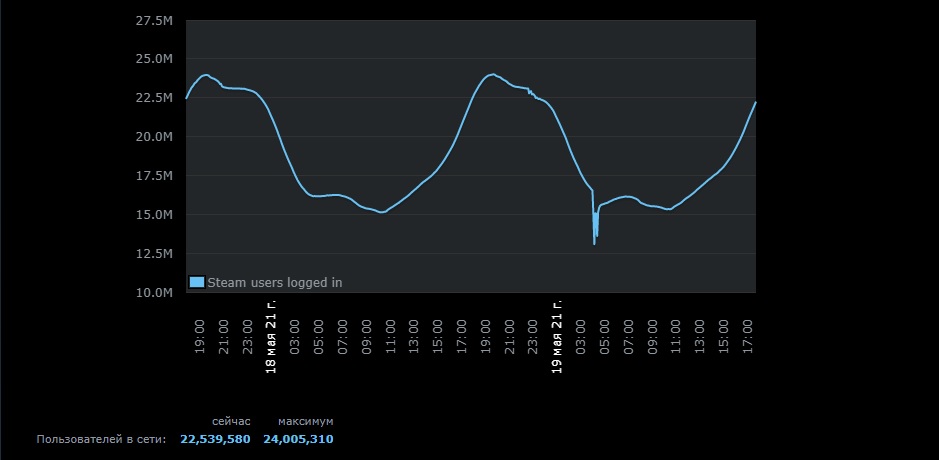 27.5M
25.0M
22.5M
20.0M
17.5M
15.0M
12.5M
10.0M
Steam users logged in
19:00
21:00
23:00
18 мая 21 г.
03:00
05:00
07:00
09:00
11:00
13:00
15:00
17:00
19:00
21:00
23:00
19 мая 21 г.
03:00
05:00
07:00
09:00
11:00
13:00
15:00
17:00
сейчас максимум
Пользователей в сети: 22,539,580 24,005,310